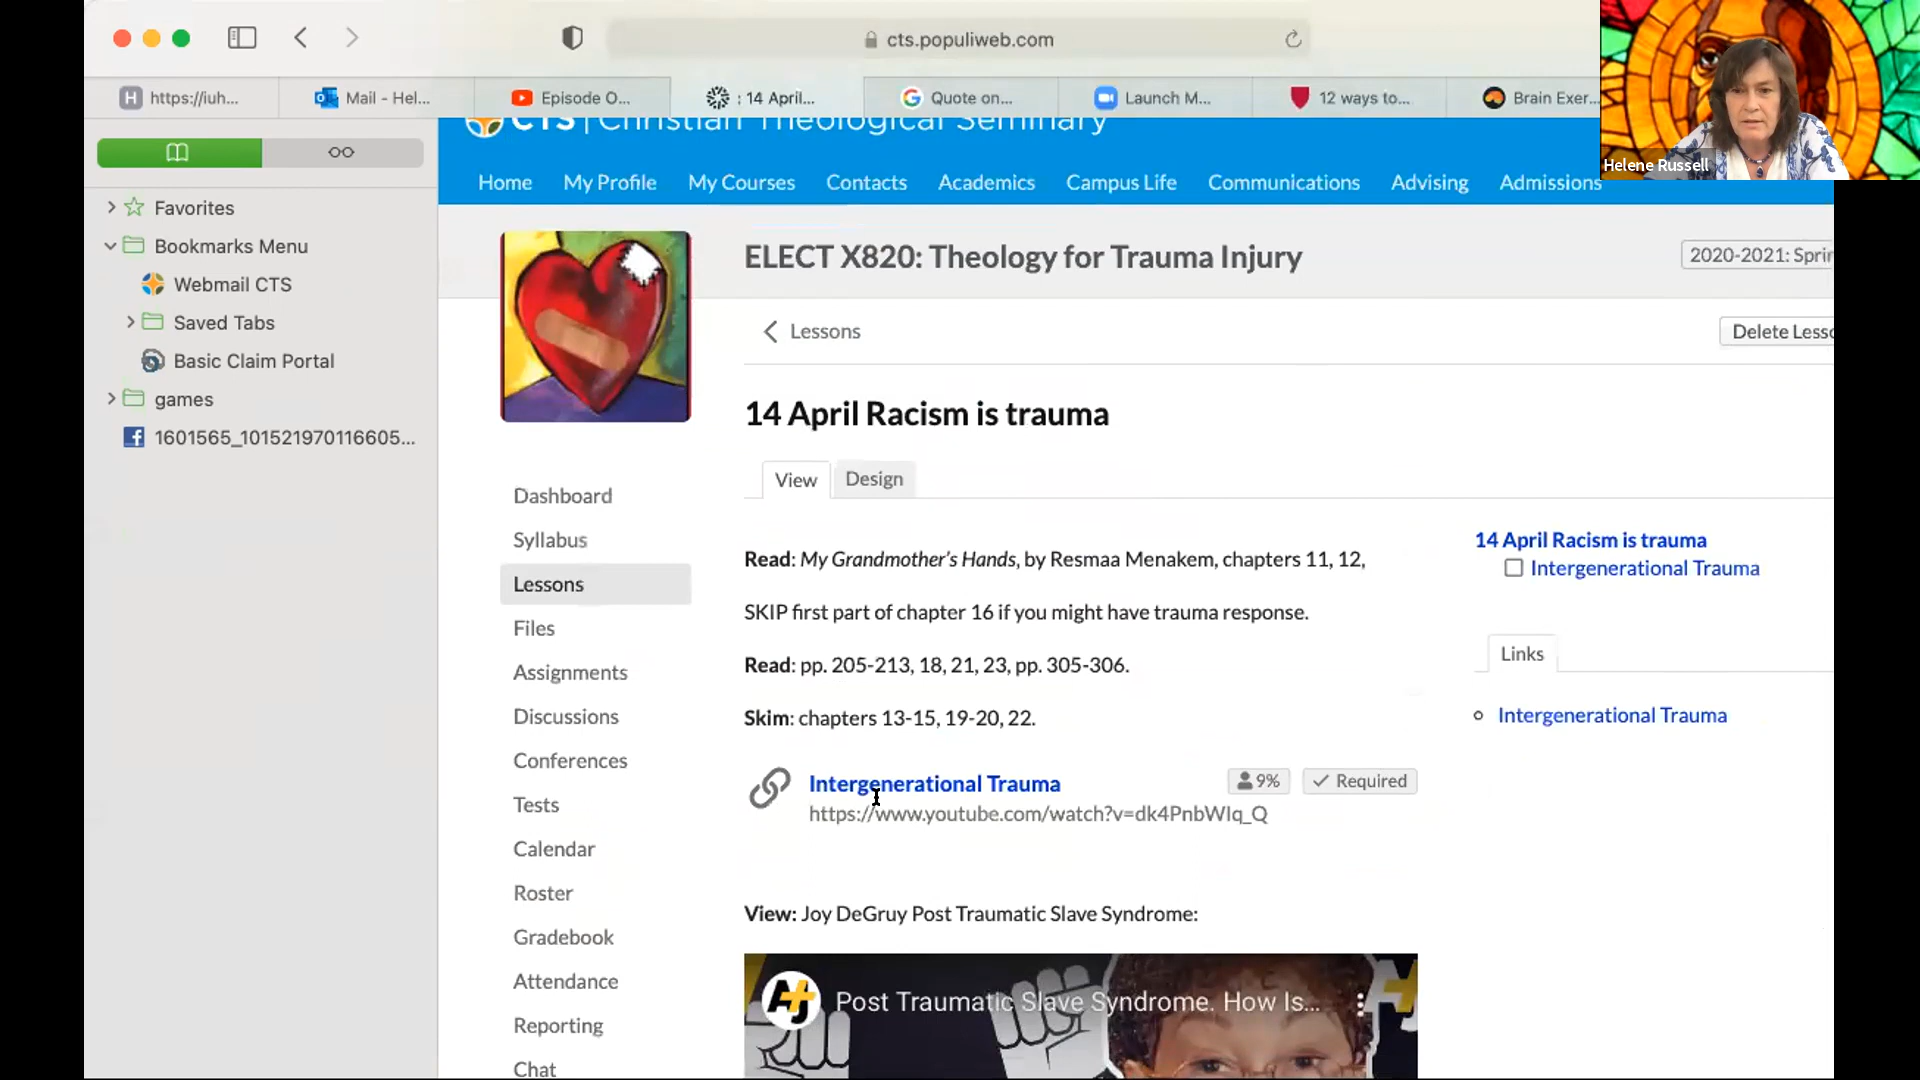 cts.populiweb.com
https://iuh...
Mail - Hel...
Episode O...
: 14 April...
Quote on...
Launch M...
12 ways to...
Brain Exer...
Helene Russell
CTS | Christian Theological Seminary
Home My Profile My Courses Contacts Academics Campus Life Communications Advising Admissions
Favorites
Bookmarks Menu
Webmail CTS
Saved Tabs
Basic Claim Portal
games
1601565_101521970116605...
ELECT X820: Theology for Trauma Injury
2020-2021: Sprin
Lessons
Delete Lesso
14 April Racism is trauma
View Design
Dashboard
Syllabus
Lessons
Files
Assignments
Discussions
Conferences
Tests
Calendar
Roster
Gradebook
Attendance
Reporting
Chat
Read: My Grandmother's Hands, by Resmaa Menakem, chapters 11, 12,
SKIP first part of chapter 16 if you might have trauma response.
Read: pp. 205-213, 18, 21, 23, pp. 305-306.
Skim: chapters 13-15, 19-20, 22.
Intergenerational Trauma
9%
Required
https://www.youtube.com/watch?v=dk4PnbWIq_Q
View: Joy DeGruy Post Traumatic Slave Syndrome:
Post Traumatic Slave Syndrome. How Is...
14 April Racism is trauma
Intergenerational Trauma
Links
Intergenerational Trauma